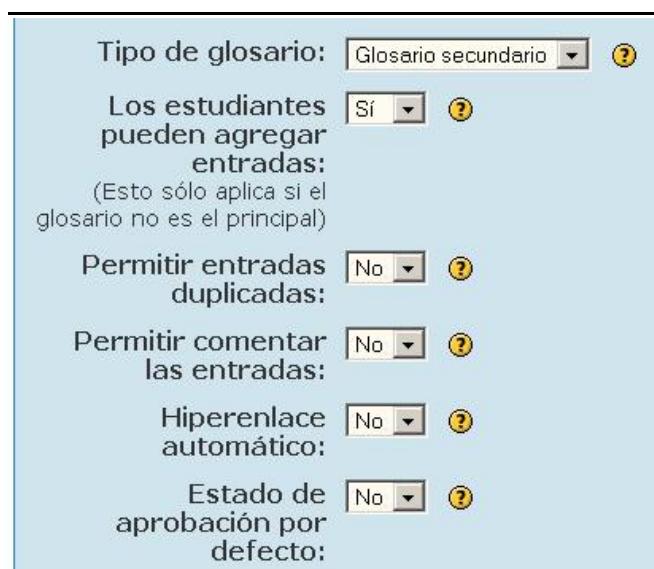 Tipo de glosario: Glosario secundario ?
Los estudiantes Sí ?
pueden agregar
entradas:
(Esto sólo aplica si el
glosario no es el principal)
Permitir entradas No ?
duplicadas:
Permitir comentar No ?
las entradas:
Hiperenlace No ?
automático:
Estado de No ?
aprobación por
defecto: